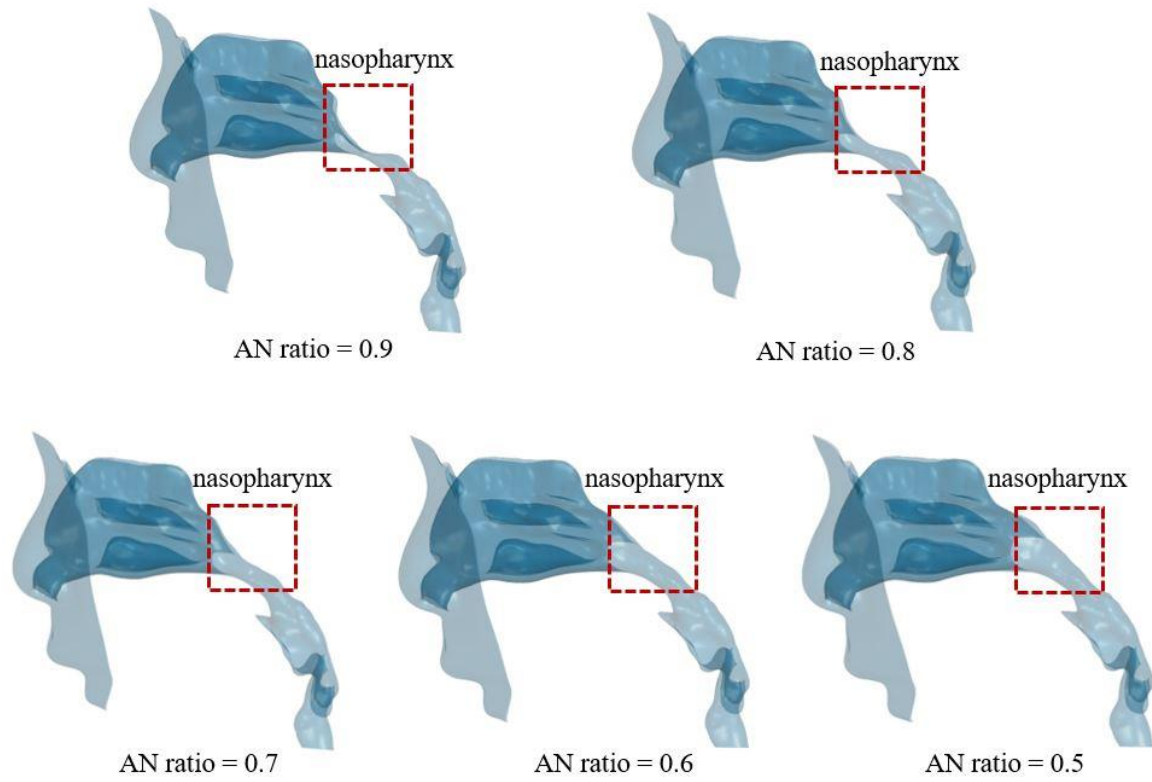 nasopharynx
nasopharynx
AN ratio = 0.9
AN ratio = 0.8
nasopharynx
nasopharynx
nasopharynx
AN ratio = 0.7
AN ratio = 0.6
AN ratio = 0.5